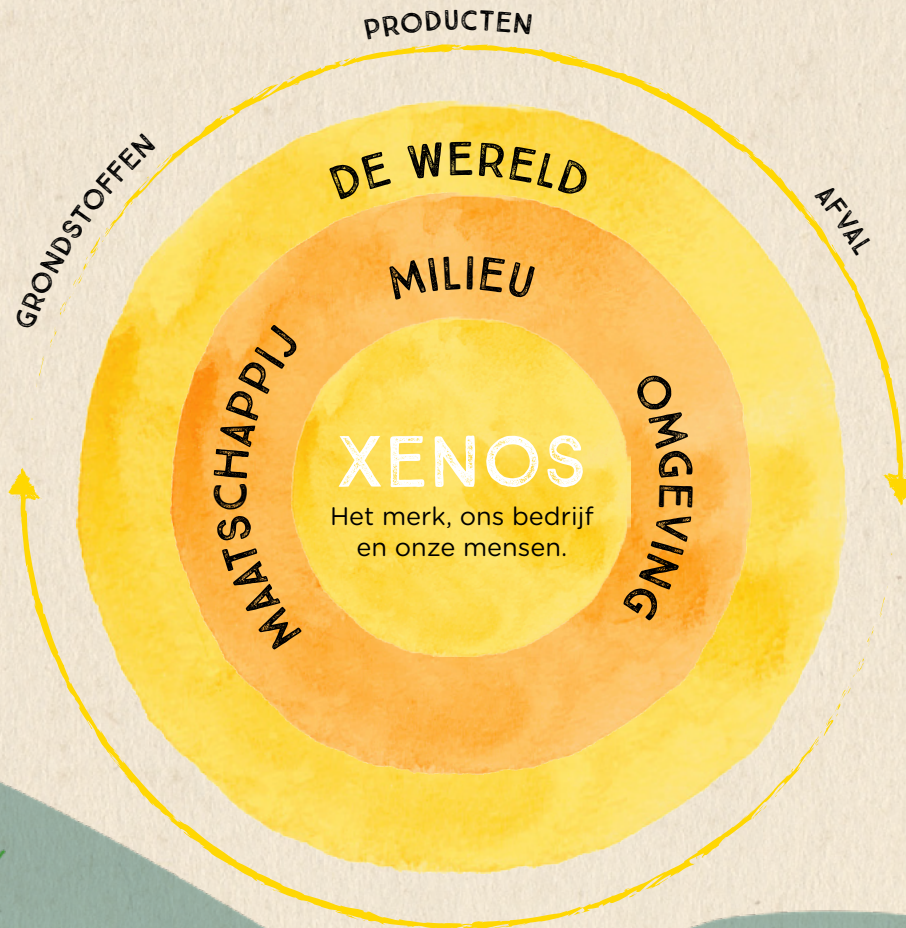 PRODUCTEN
GRONDSTOFFEN
AFVAL
DE WERELD
MILIEU
MAATSCHAPPIJ
OMGEVING
XENOS
Het merk, ons bedrijf
en onze mensen.